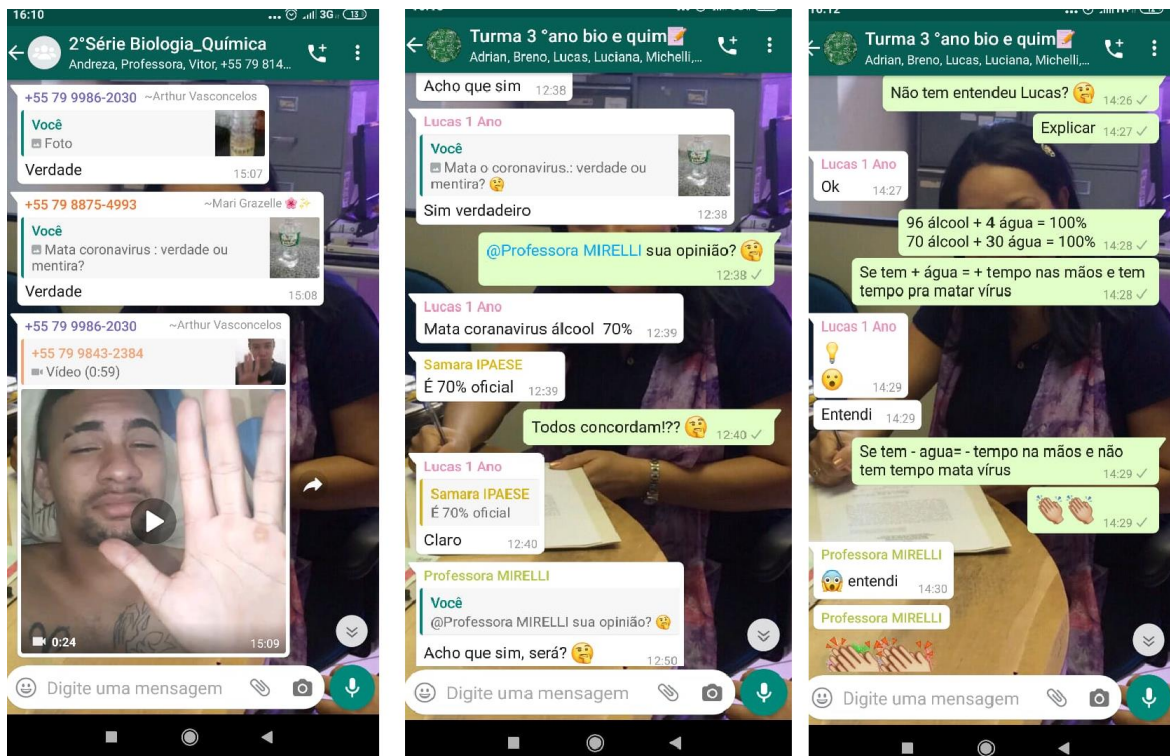 16:10
3G
13
2°Série Biologia_Química
Andreza, Professora, Vitor, +55 79 814...
+55 79 9986-2030 ~Arthur Vasconcelos
Você
Foto
Verdade
15:07
+55 79 8875-4993 ~Mari Grazelle
Você
Mata coronavirus : verdade ou
mentira?
Verdade
15:08
+55 79 9986-2030 ~Arthur Vasconcelos
+55 79 9843-2384
Vídeo (0:59)
0:24
15:09
Digite uma mensagem
Turma 3 °ano bio e quim
Adrian, Breno, Lucas, Luciana, Michelli,...
Acho que sim 12:38
Lucas 1 Ano
Você
Mata o coronavirus.: verdade ou
mentira? 🤔
Sim verdadeiro
12:38
@Professora MIRELLI sua opinião? 🤔
12:38
Lucas 1 Ano
Mata coranavirus álcool 70% 12:39
Samara IPAESE
É 70% oficial 12:39
Todos concordam!?? 🤔 12:40
Lucas 1 Ano
Samara IPAESE
É 70% oficial
Claro 12:40
Professora MIRELLI
Você
@Professora MIRELLI sua opinião? 🤔
Acho que sim, será? 🤔 12:50
Digite uma mensagem
16:12
Turma 3 °ano bio e quim
Adrian, Breno, Lucas, Luciana, Michelli,...
Não tem entendeu Lucas? 🤔 14:26
Explicar 14:27
Lucas 1 Ano
Ok 14:27
96 álcool + 4 água = 100%
70 álcool + 30 água = 100% 14:28
Se tem + água = + tempo nas mãos e tem
tempo pra matar vírus 14:28
Lucas 1 Ano
💡
😮 14:29
Entendi 14:29
Se tem - agua= - tempo na mãos e não
tem tempo mata vírus 14:29
👏👏 14:29
Professora MIRELLI
😱 entendi 14:30
Professora MIRELLI
Digite uma mensagem